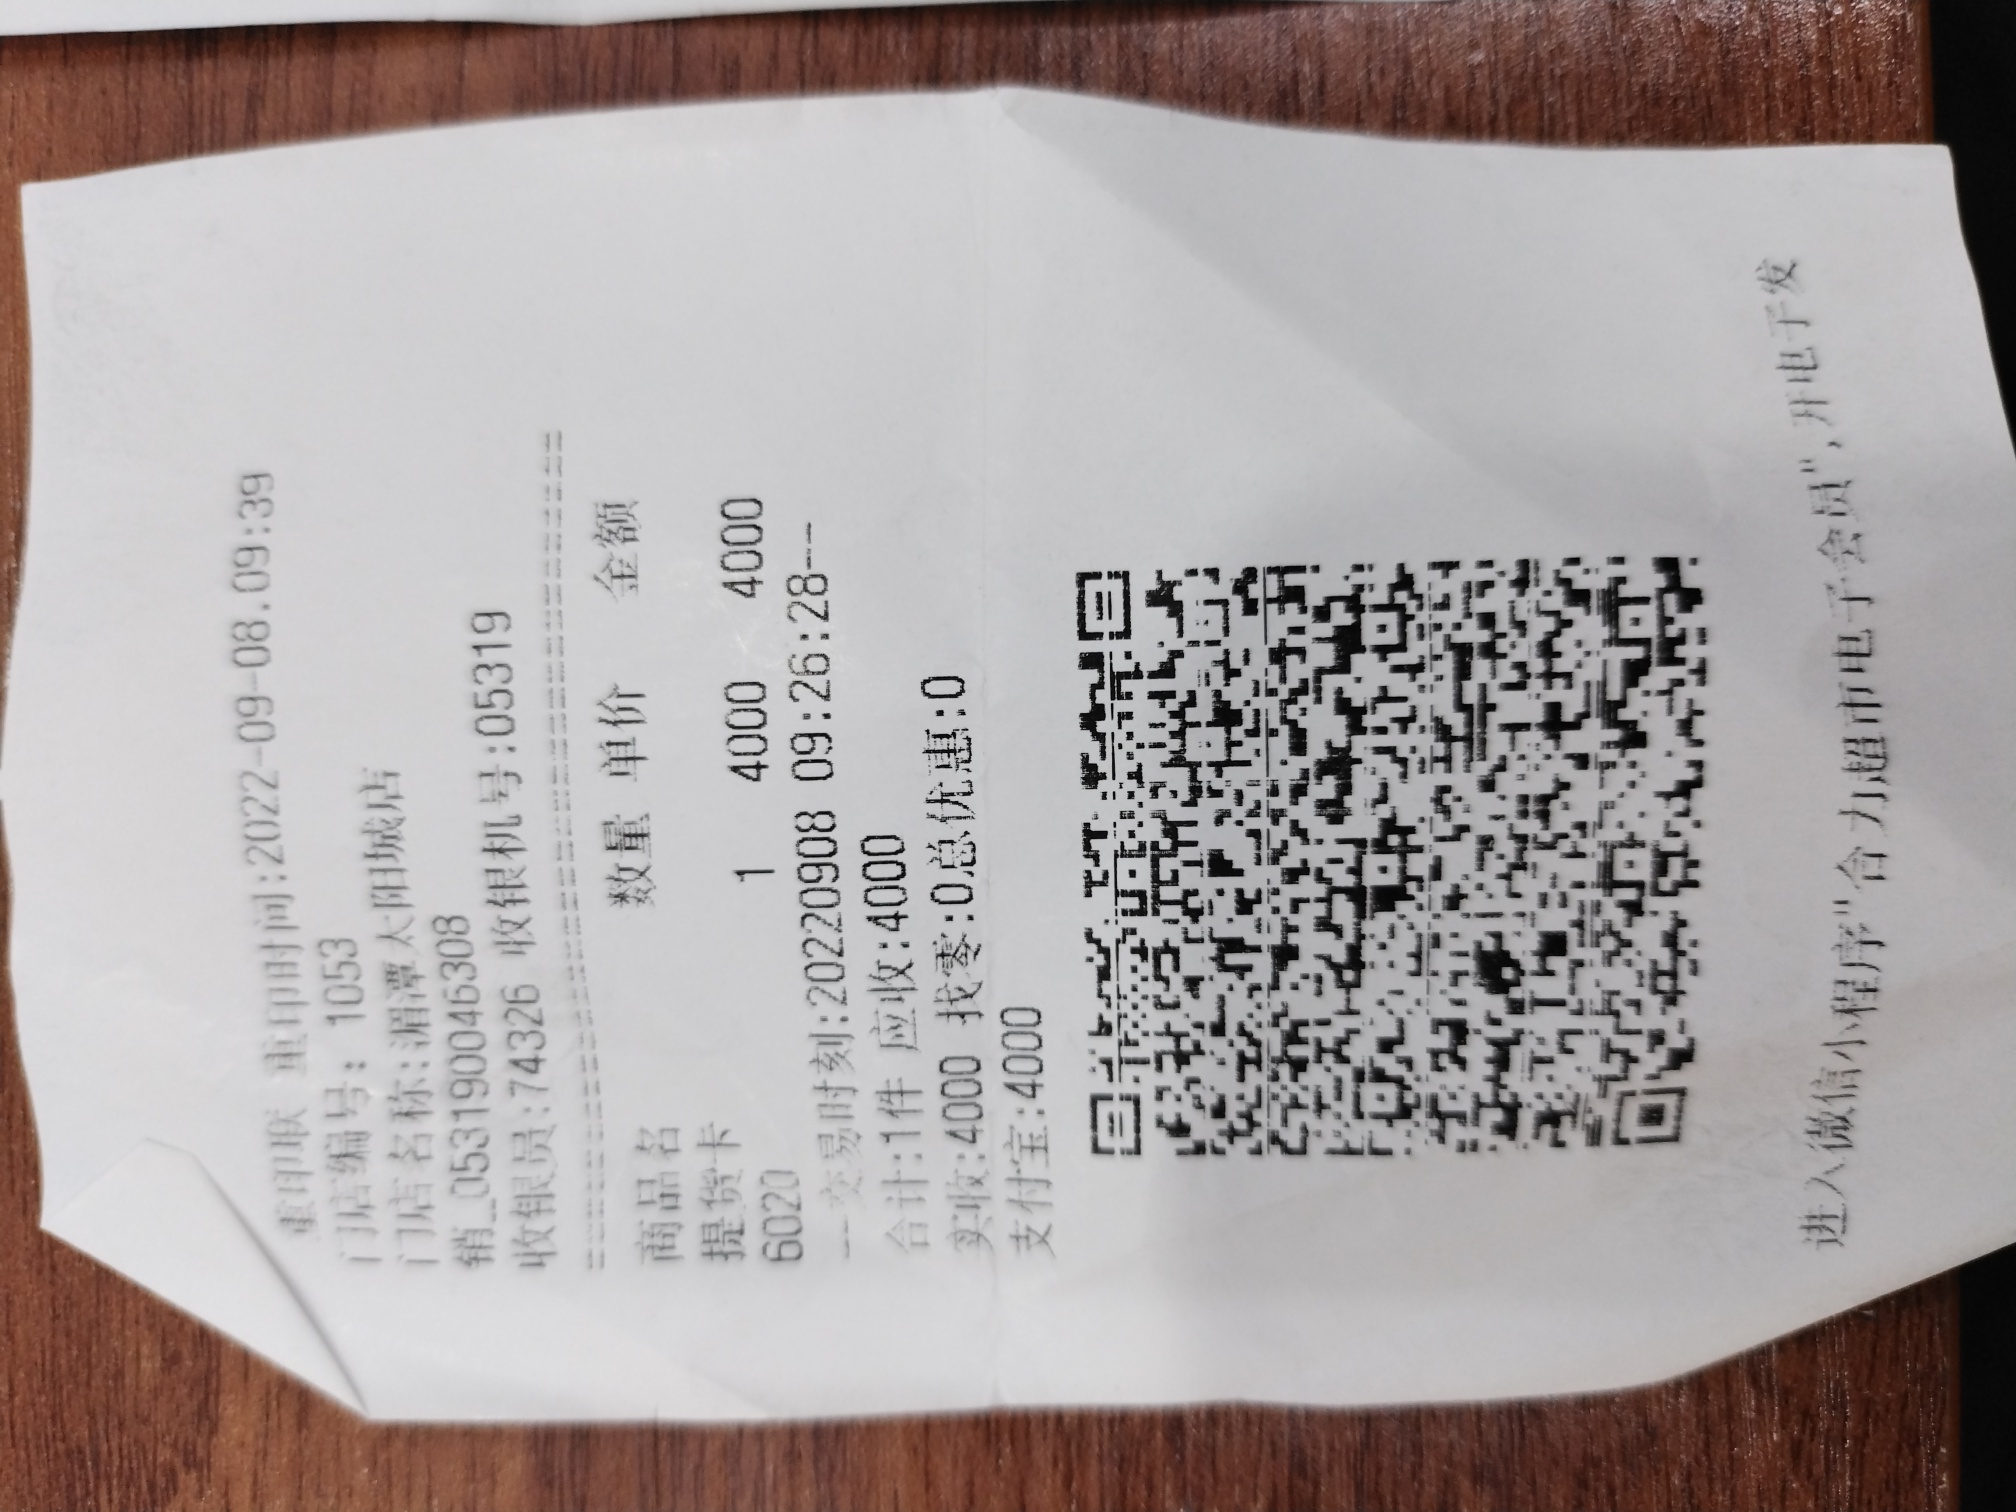 重印联 重印时间:2022-09-08.09:39
门店编号: 1053
门店名称:湄潭太阳城店
销_053190046308
收银员:74326 收银机号:05319
商品名 数量 单价 金额
提货卡 1 4000 4000
6020
--交易时刻:20220908 09:26:28--
合计:1件 应收:4000
实收:4000 找零:0总优惠:0
支付宝:4000
进入微信小程序"合力超市电子会员",开电子发